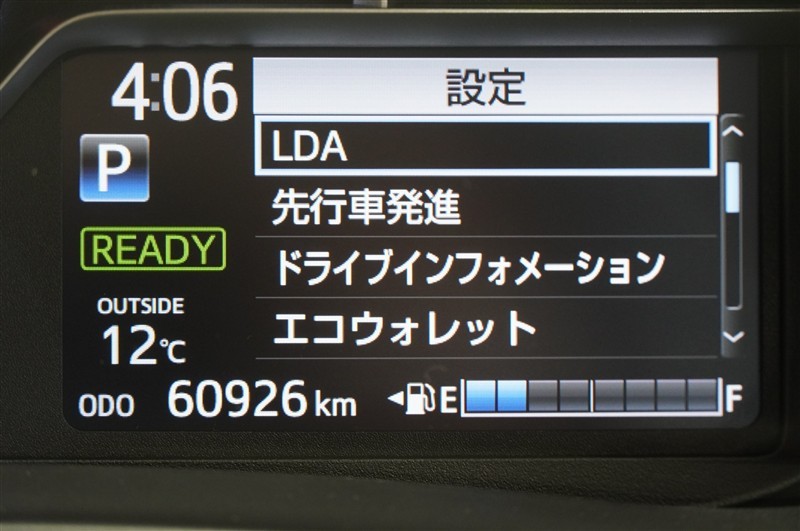 4:06
設定
P
LDA
先行車発進
READY
ドライブインフォメーション
OUTSIDE
12℃
エコウォレット
ODO 60926 km
E F